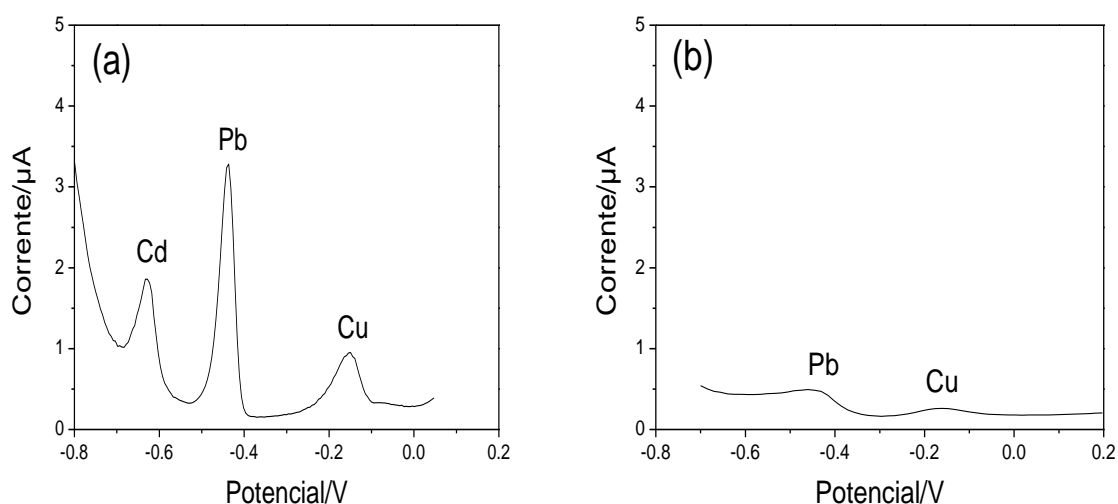 (a)
Corrente/µA
5
4
3
2
1
0
Cd
Pb
Cu
-0.8
-0.6
-0.4
-0.2
0.0
0.2
Potencial/V
(b)
Corrente/µA
5
4
3
2
1
0
Pb
Cu
-0.8
-0.6
-0.4
-0.2
0.0
0.2
Potencial/V